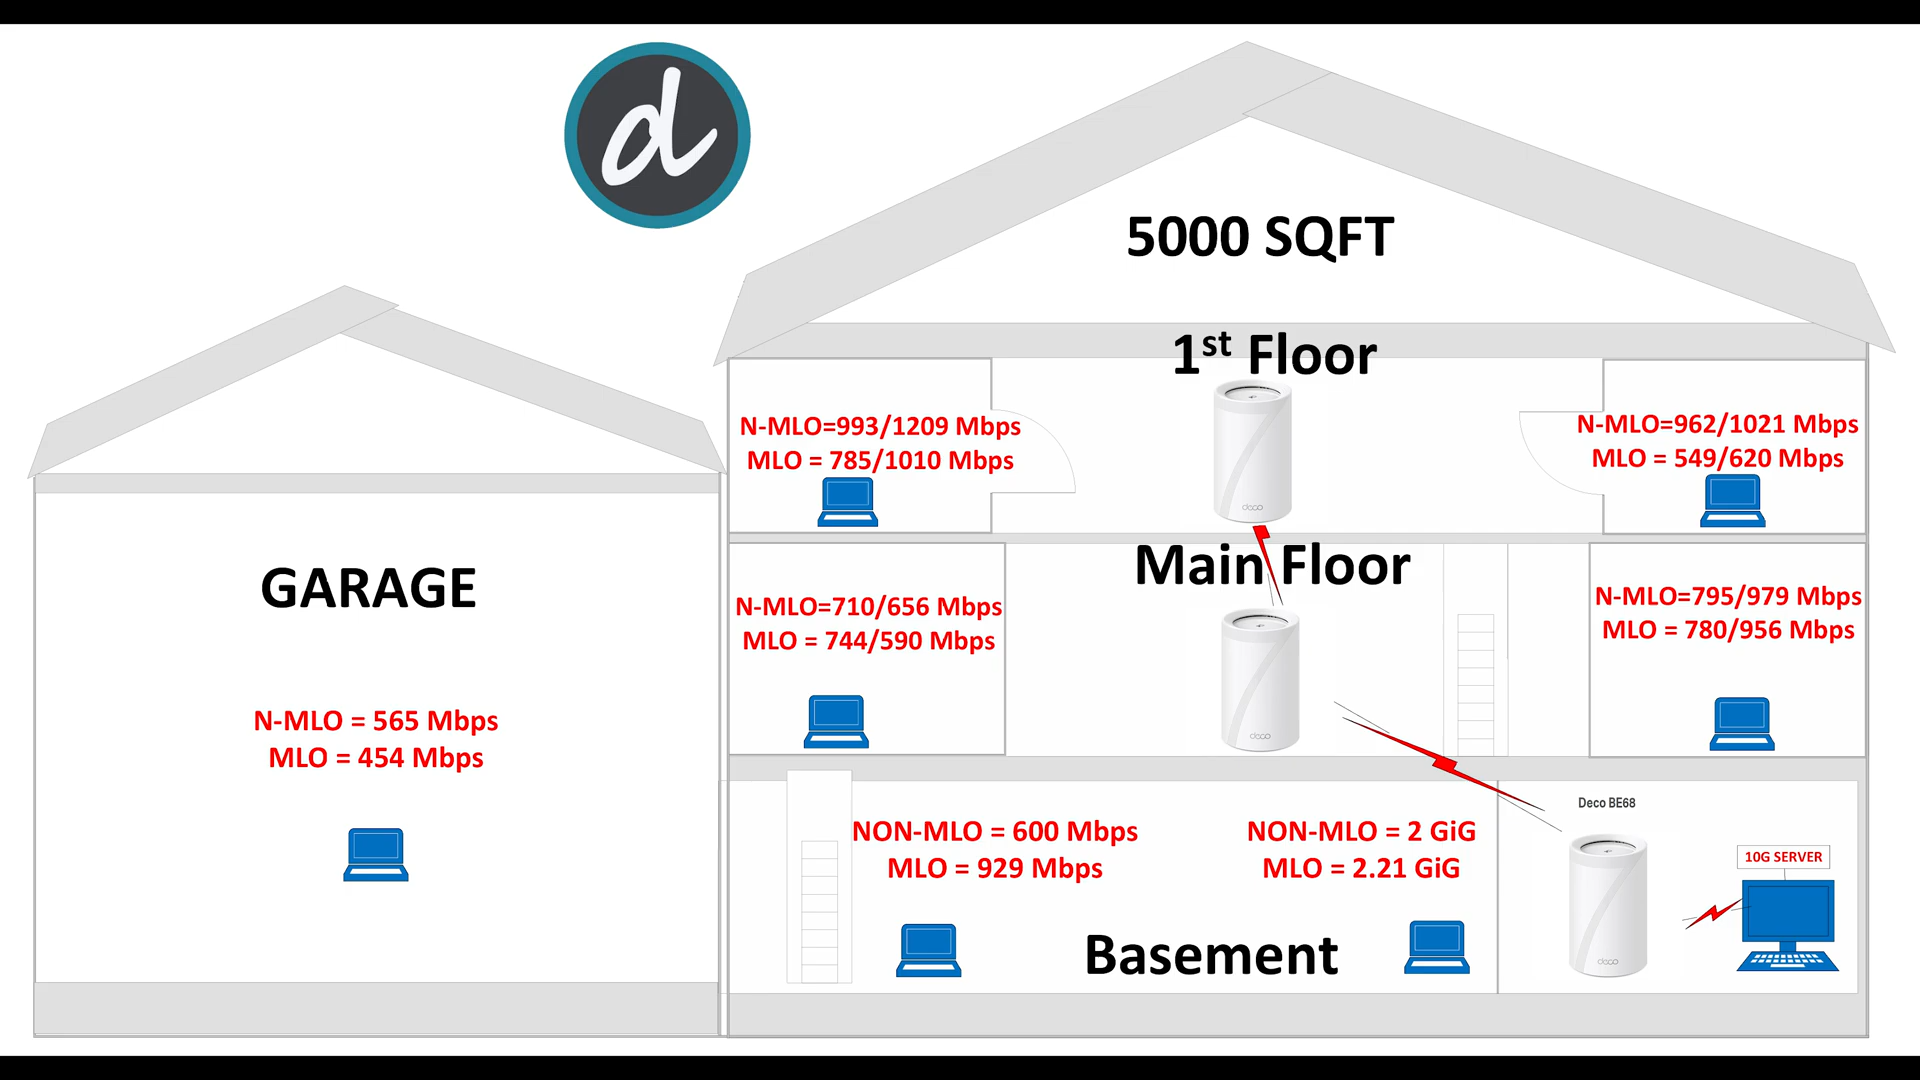 d
5000 SQFT
1st Floor
N-MLO=993/1209 Mbps
MLO = 785/1010 Mbps
N-MLO=962/1021 Mbps
MLO = 549/620 Mbps
deco
Main Floor
N-MLO=710/656 Mbps
MLO = 744/590 Mbps
N-MLO=795/979 Mbps
MLO = 780/956 Mbps
deco
GARAGE
N-MLO = 565 Mbps
MLO = 454 Mbps
NON-MLO = 600 Mbps
MLO = 929 Mbps
NON-MLO = 2 GiG
MLO = 2.21 GiG
Deco BE68
10G SERVER
deco
Basement